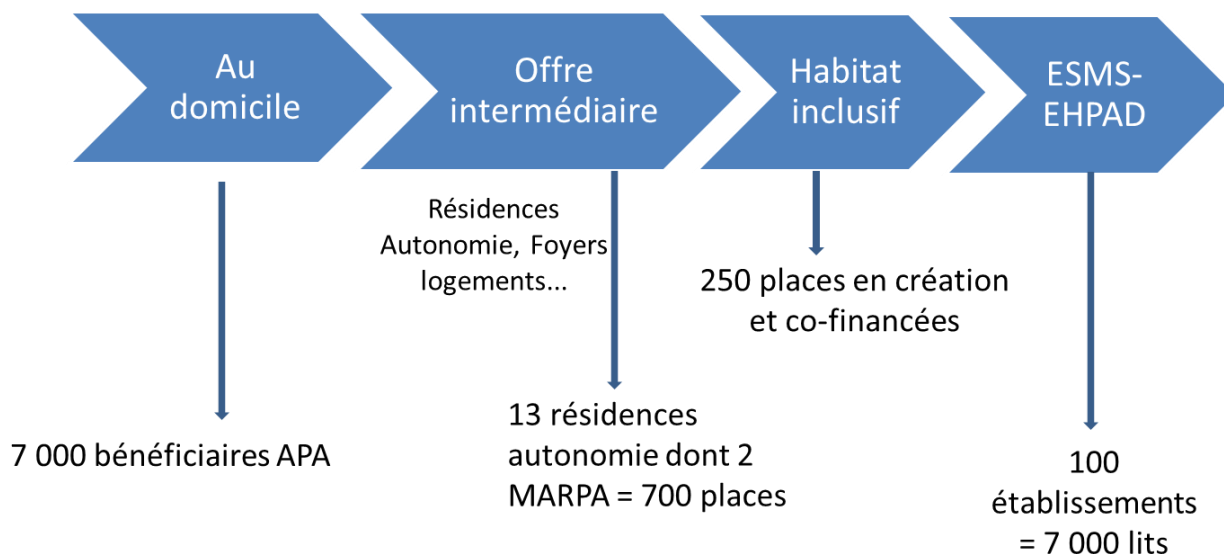 Au
domicile
Offre
intermédiaire
Habitat
inclusif
ESMS-
EHPAD
Résidences
Autonomie, Foyers
logements...
250 places en création
et co-financées
7 000 bénéficiaires APA
13 résidences
autonomie dont 2
MARPA = 700 places
100
établissements
= 7 000 lits